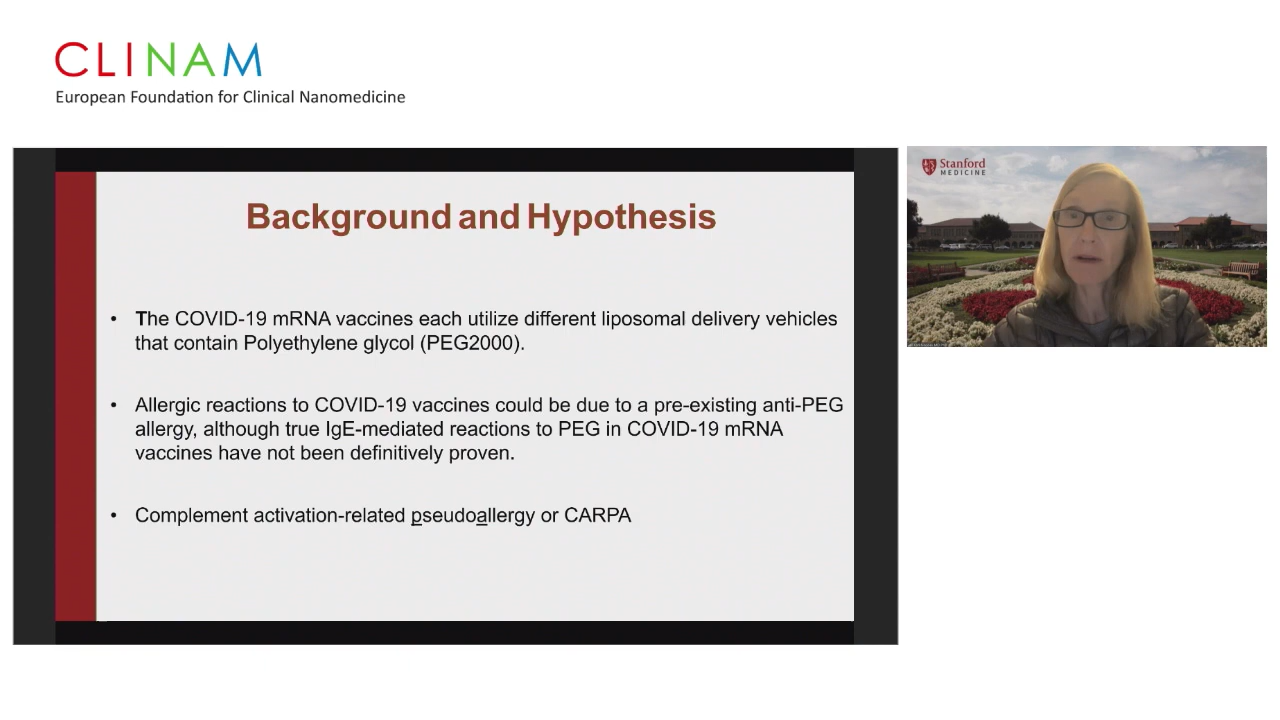 CLINAM
European Foundation for Clinical Nanomedicine
Stanford
MEDICINE
Background and Hypothesis
• The COVID-19 mRNA vaccines each utilize different liposomal delivery vehicles
that contain Polyethylene glycol (PEG2000).
• Allergic reactions to COVID-19 vaccines could be due to a pre-existing anti-PEG
allergy, although true IgE-mediated reactions to PEG in COVID-19 mRNA
vaccines have not been definitively proven.
• Complement activation-related pseudoallergy or CARPA